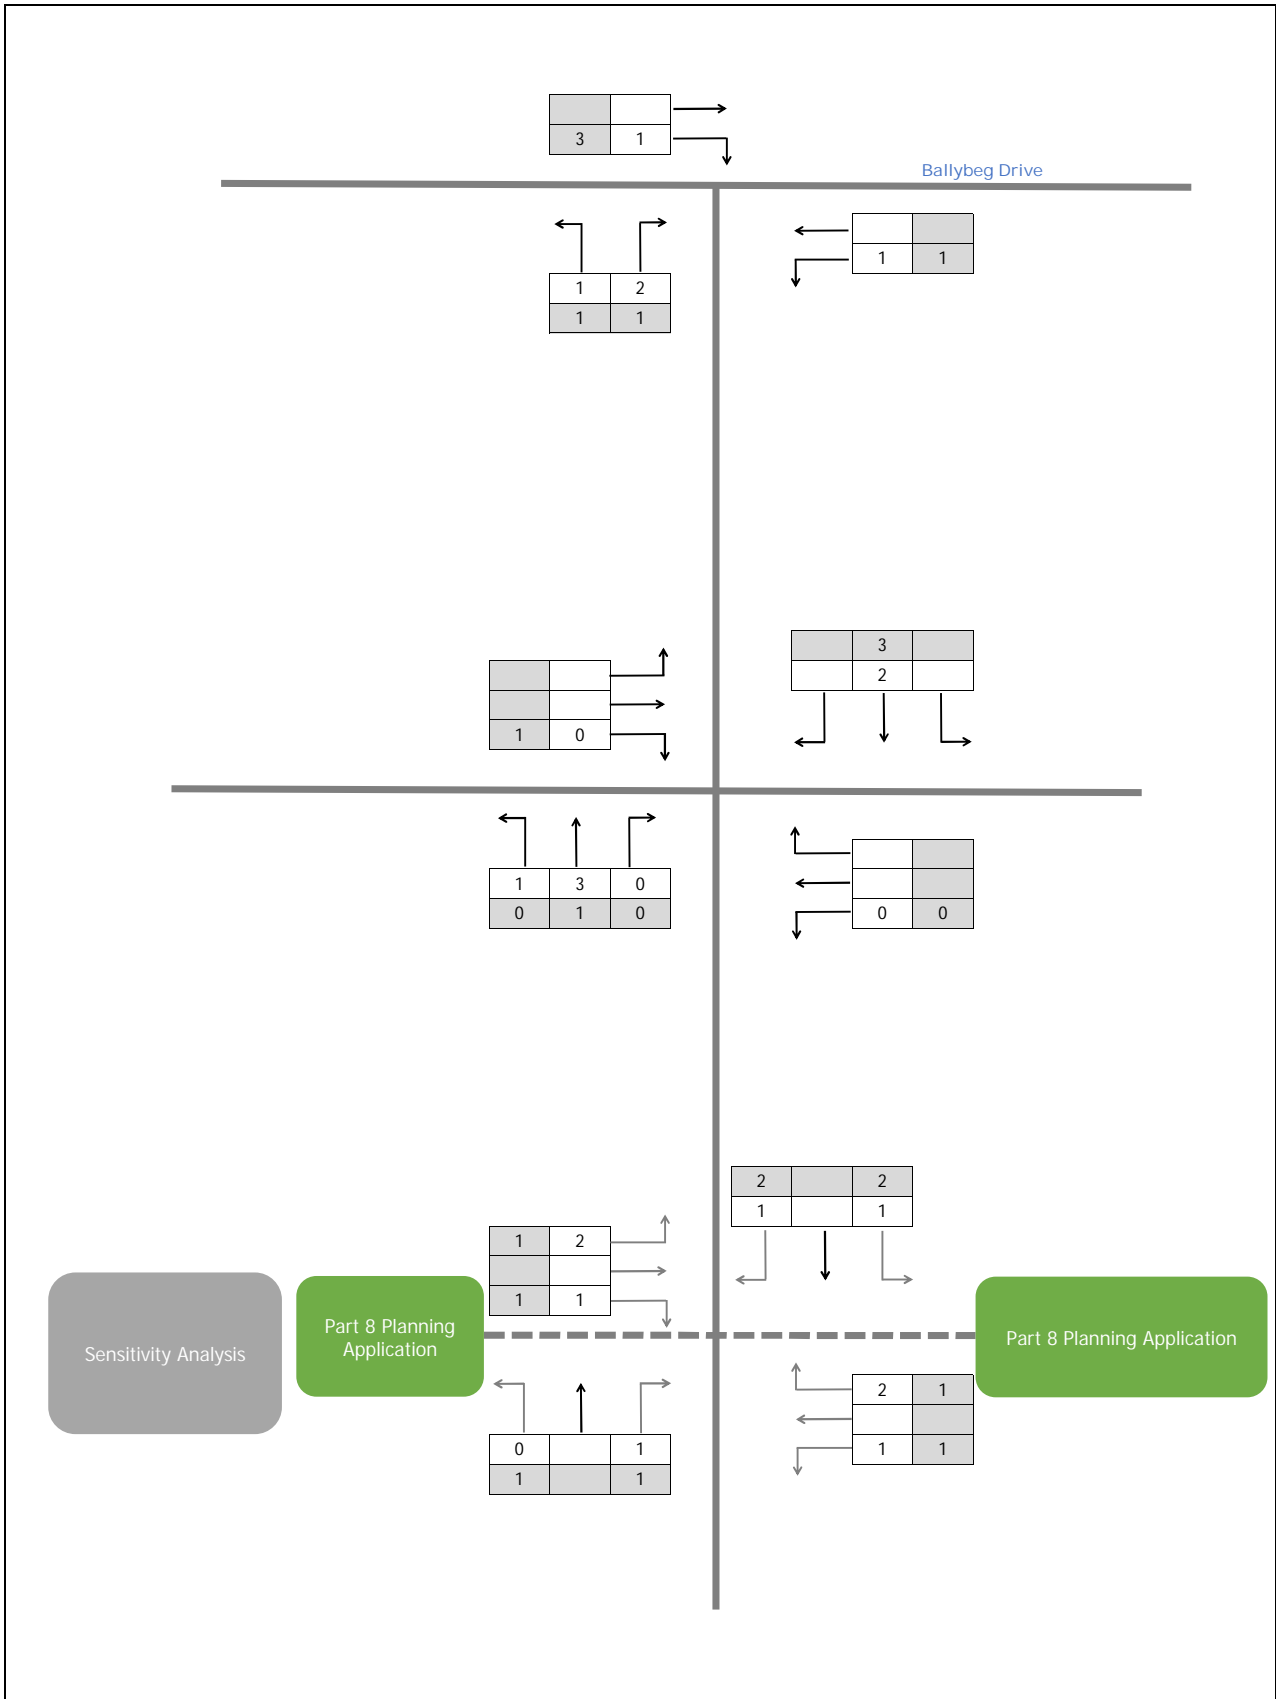 3 1
Ballybeg Drive
1 1
1 2
1 1
3
2
1 0
1 3 0
0 1 0
0 0
2 2
1 1
1 2
1 1
Sensitivity Analysis
Part 8 Planning
Application
Part 8 Planning Application
2 1
1 1
0 1
1 1